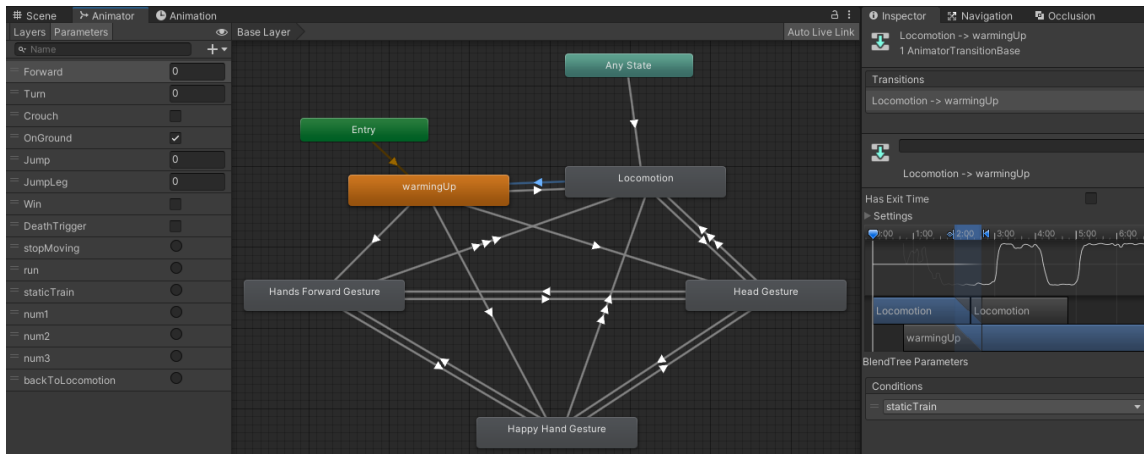 Scene Animator Animation
Inspector Navigation Occlusion
Layers Parameters
Base Layer
Auto Live Link
Name
Forward 0
Turn 0
Crouch
OnGround
Jump 0
JumpLeg 0
Win
DeathTrigger
stopMoving
run
staticTrain
num1
num2
num3
backToLocomotion
Any State
Entry
warmingUp
Locomotion
Hands Forward Gesture
Head Gesture
Happy Hand Gesture
Locomotion -> warmingUp
1 AnimatorTransitionBase
Transitions
Locomotion -> warmingUp
Locomotion -> warmingUp
Has Exit Time
Settings
0:00 1:00 2:00 3:00 4:00 5:00 6:00
Locomotion Locomotion
warmingUp
BlendTree Parameters
Conditions
staticTrain